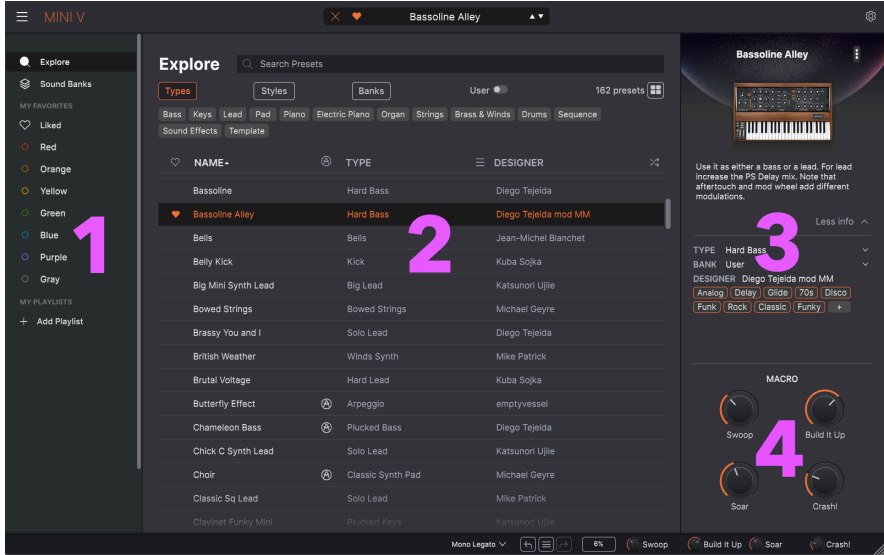 MINI V
Bassoline Alley
Explore
Sound Banks
MY FAVORITES
Liked
Red
Orange
Yellow
Green
Blue
Purple
Gray
MY PLAYLISTS
+ Add Playlist
1
Explore
Search Presets
Types
Styles
Banks
User
162 presets
Bass Keys Lead Pad Piano Electric Piano Organ Strings Brass & Winds Drums Sequence
Sound Effects Template
NAME TYPE DESIGNER
Bassoline Hard Bass Diego Tejeida
Bassoline Alley Hard Bass Diego Tejeida mod MM
Bells Bells Jean-Michel Blanchet
Belly Kick Kick Kuba Sojka
Big Mini Synth Lead Big Lead Katsunori Ujiie
Bowed Strings Bowed Strings Michael Geyre
Brassy You and I Solo Lead Diego Tejeida
British Weather Winds Synth Mike Patrick
Brutal Voltage Hard Lead Kuba Sojka
Butterfly Effect Arpeggio emptyvessel
Chameleon Bass Plucked Bass Diego Tejeida
Chick C Synth Lead Solo Lead Katsunori Ujiie
Choir Classic Synth Pad Michael Geyre
Classic Sq Lead Solo Lead Mike Patrick
Clavinet Funky Mini Plucked Keys Katsunori Ujiie
2
Bassoline Alley
Use it as either a bass or a lead. For lead
increase the PS Delay mix. Note that
aftertouch and mod wheel add different
modulations.
Less info
TYPE Hard Bass
BANK User
DESIGNER Diego Tejeida mod MM
Analog Delay Glide 70s Disco
Funk Rock Classic Funky +
3
MACRO
Swoop Build It Up
Soar Crash!
4
Mono Legato 6% Swoop Build It Up Soar Crash!